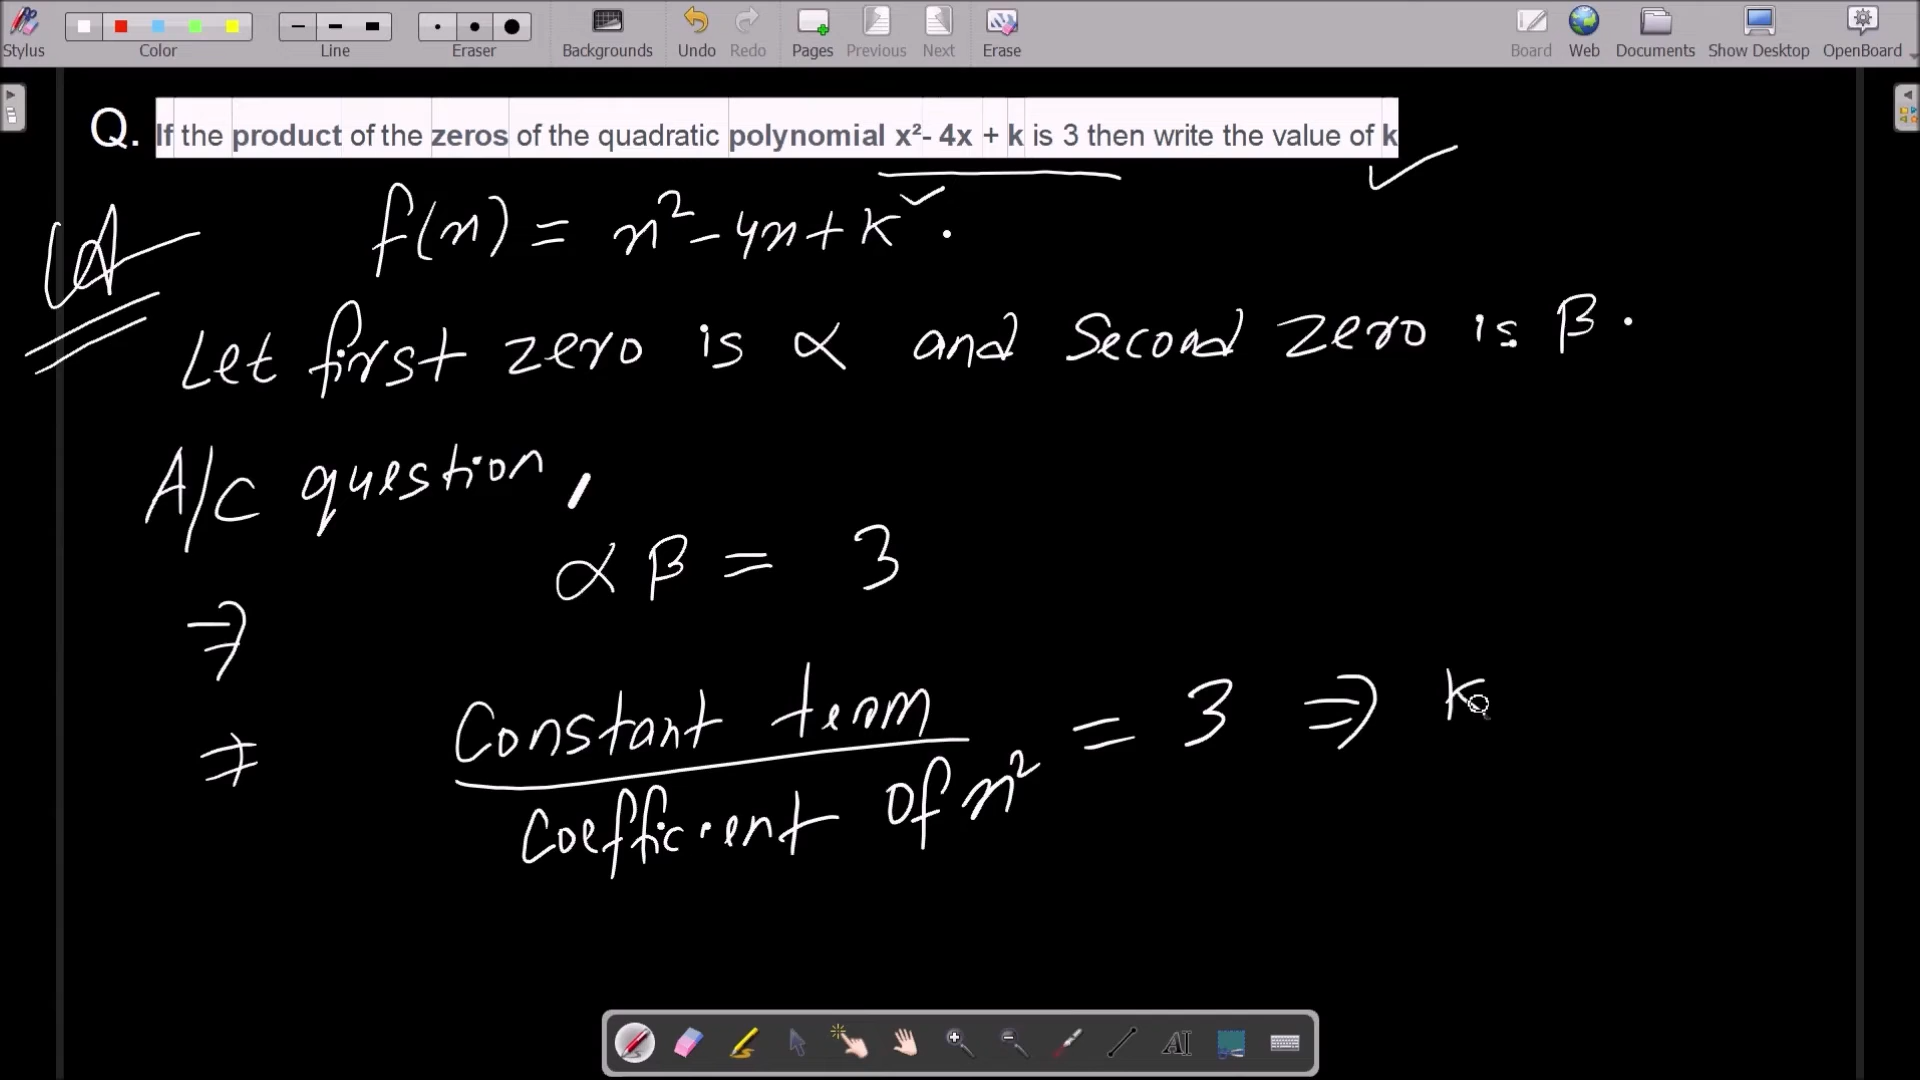 Stylus Color Line Eraser Backgrounds Undo Redo Pages Previous Next Erase Board Web Documents Show Desktop OpenBoard
Q. If the product of the zeros of the quadratic polynomial x²- 4x + k is 3 then write the value of k
f(x) = x² - 4x + k .
Let first zero is α and Second zero is β .
A/C question ,
α β = 3
⇒
⇒ Constant term / Coefficient of x² = 3 ⇒ k
AI